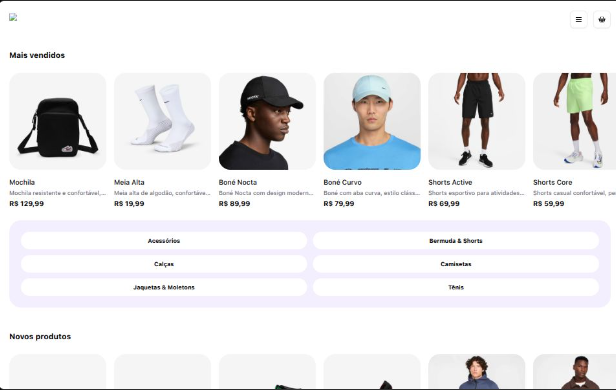 Mais vendidos
Mochila
Mochila resistente e confortável,...
R$ 129,99
Meia Alta
Meia alta de algodão, confortáve...
R$ 19,99
Boné Nocta
Boné Nocta com design modern...
R$ 89,99
Boné Curvo
Boné com aba curva, estilo cláss...
R$ 79,99
Shorts Active
Shorts esportivo para atividades...
R$ 69,99
Shorts Core
Shorts casual confortável, pe
R$ 59,99
Acessórios
Bermuda & Shorts
Calças
Camisetas
Jaquetas & Moletons
Tênis
Novos produtos